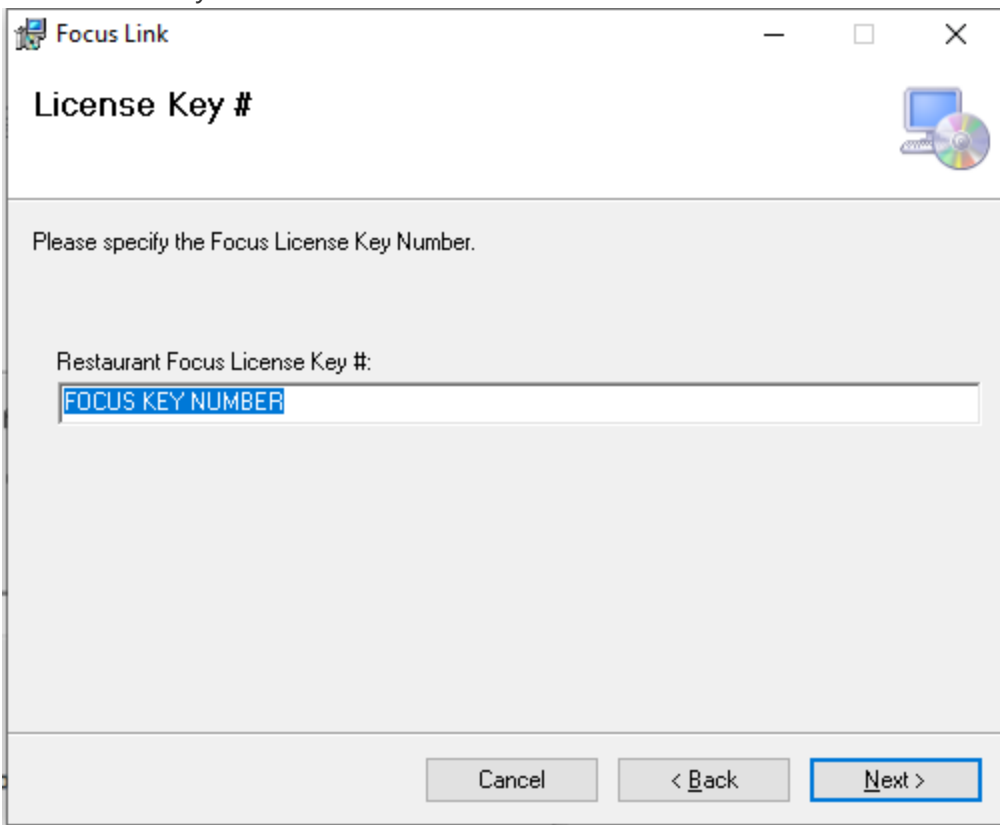 Focus Link
License Key #
Please specify the Focus License Key Number.
Restaurant Focus License Key #:
FOCUS KEY NUMBER
Cancel
< Back
Next >